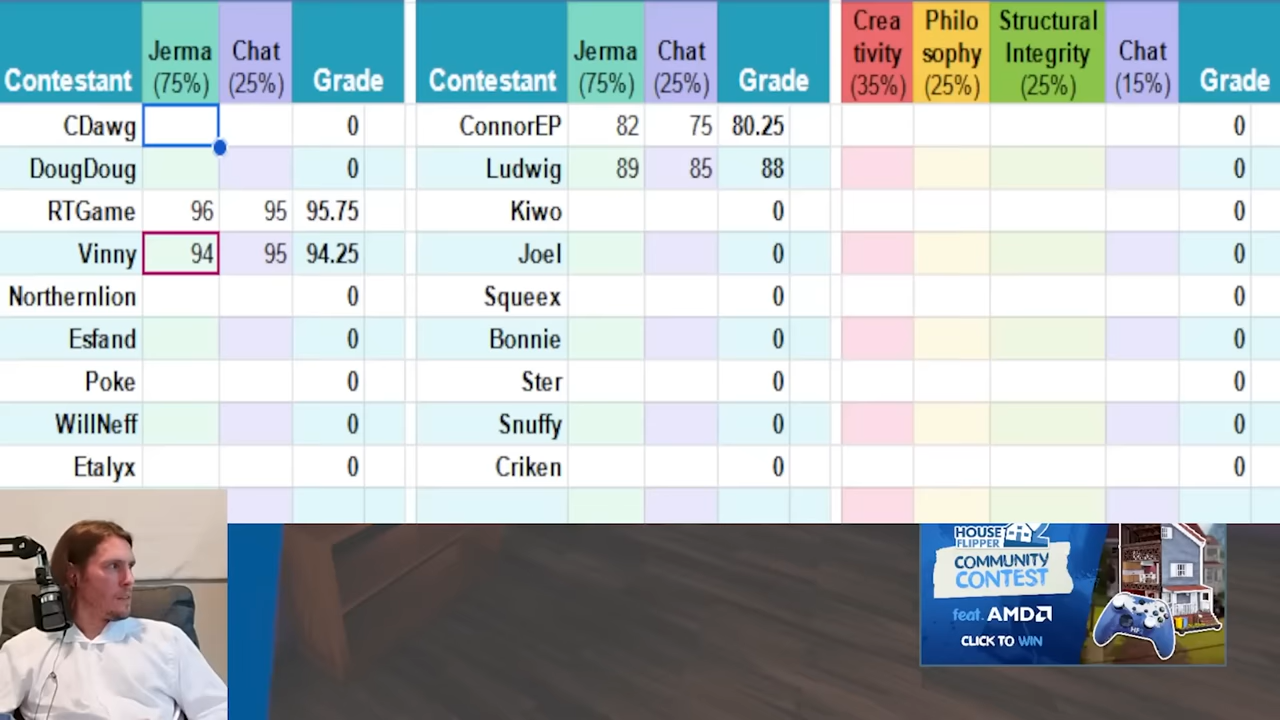 Contestant Jerma (75%) Chat (25%) Grade Contestant Jerma (75%) Chat (25%) Grade Crea tivity (35%) Philo sophy (25%) Structural Integrity (25%) Chat (15%) Grade
CDawg 0 ConnorEP 82 75 80.25 0
DougDoug 0 Ludwig 89 85 88 0
RTGame 96 95 95.75 Kiwo 0 0
Vinny 94 95 94.25 Joel 0 0
Northernlion 0 Squeex 0 0
Esfand 0 Bonnie 0 0
Poke 0 Ster 0 0
WillNeff 0 Snuffy 0 0
Etalyx 0 Criken 0 0
HOUSE
FLIPPER 2
COMMUNITY
CONTEST
feat. AMD
CLICK TO WIN